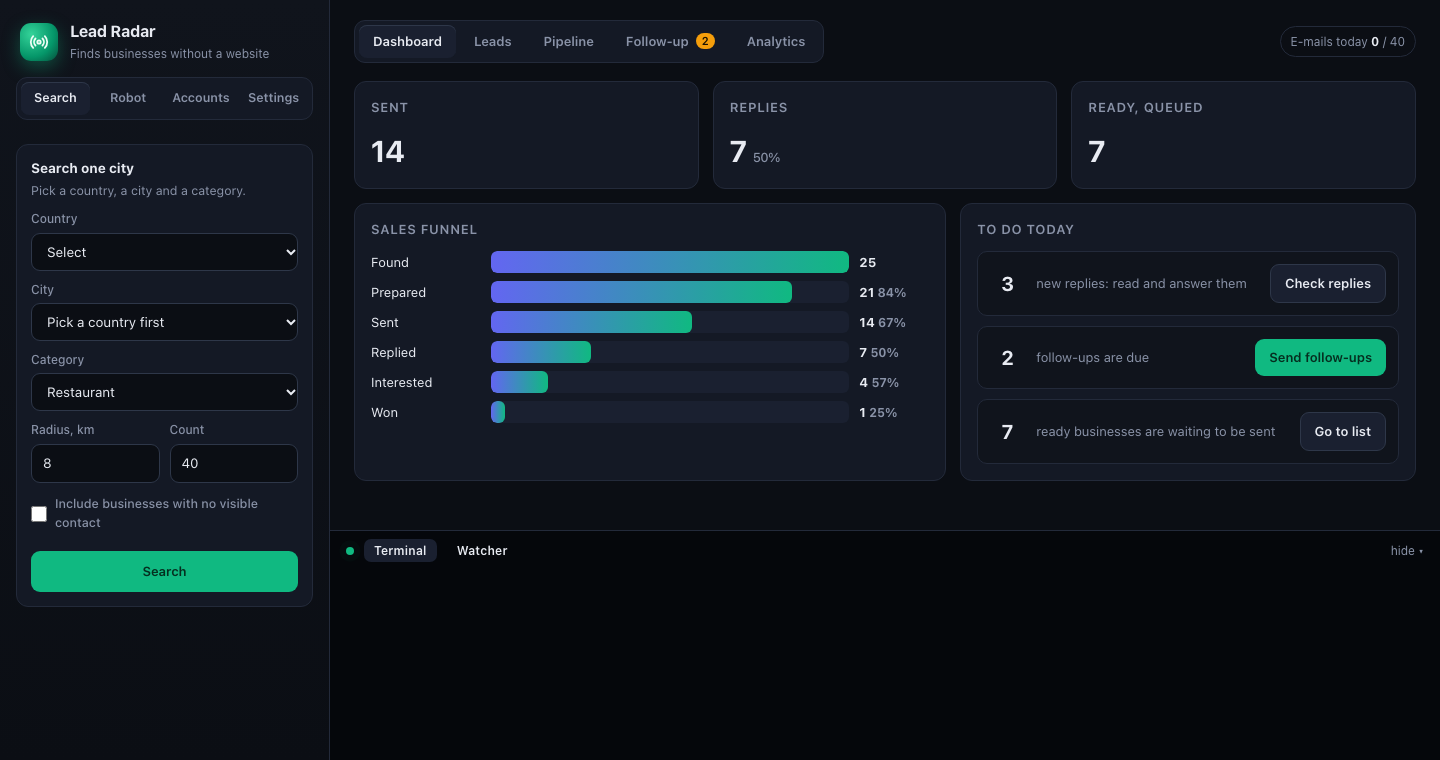 Lead Radar
Finds businesses without a website
Search Robot Accounts Settings
Search one city
Pick a country, a city and a category.
Country
Select
City
Pick a country first
Category
Restaurant
Radius, km Count
8 40
Include businesses with no visible
contact
Search
Dashboard Leads Pipeline Follow-up 2 Analytics
E-mails today 0 / 40
SENT
14
REPLIES
7 50%
READY, QUEUED
7
SALES FUNNEL
Found 25
Prepared 21 84%
Sent 14 67%
Replied 7 50%
Interested 4 57%
Won 1 25%
TO DO TODAY
3 new replies: read and answer them Check replies
2 follow-ups are due Send follow-ups
7 ready businesses are waiting to be sent Go to list
Terminal Watcher hide ▾